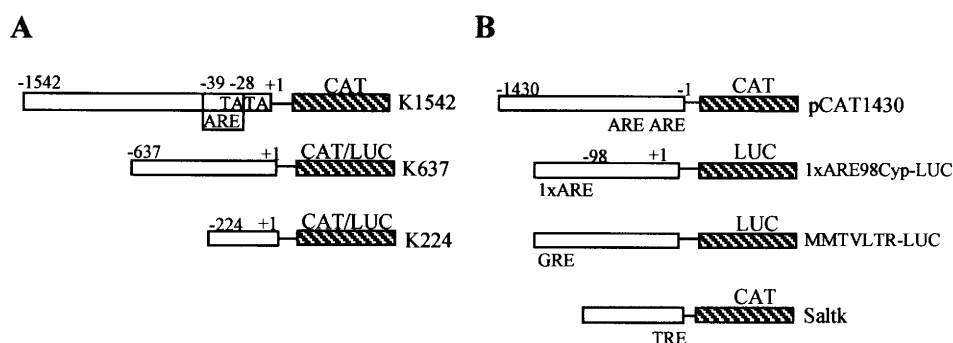 A
-1542 -39 -28 +1 CAT
TATA
ARE
K1542
-637 +1 CAT/LUC
K637
-224 +1 CAT/LUC
K224
B
-1430 -1 CAT
pCAT1430
ARE ARE
-98 +1 LUC
1xARE98Cyp-LUC
1xARE
LUC
MMTVLTR-LUC
GRE
CAT
Saltk
TRE